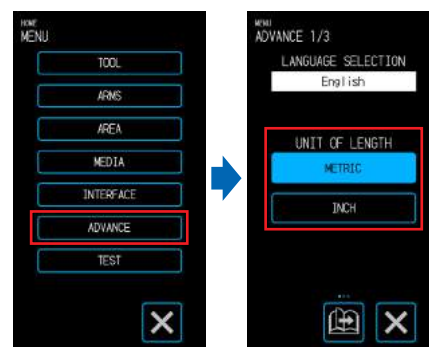 HOME
MENU
TOOL
ARMS
AREA
MEDIA
INTERFACE
ADVANCE
TEST
MENU
ADVANCE 1/3
LANGUAGE SELECTION
English
UNIT OF LENGTH
METRIC
INCH